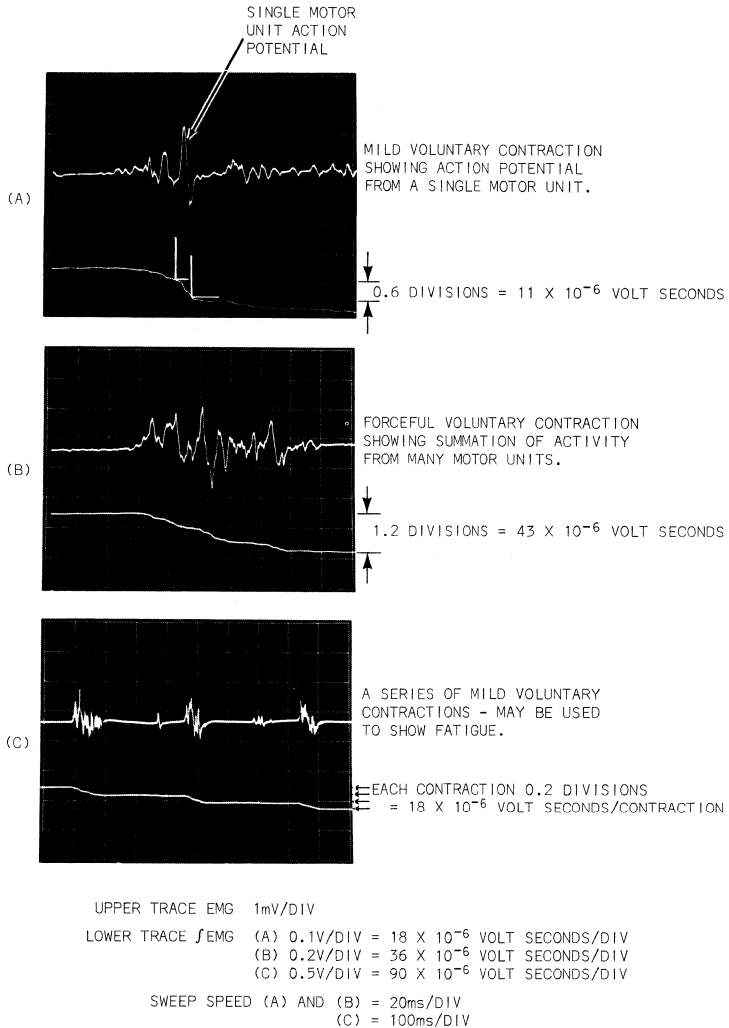 SINGLE MOTOR
UNIT ACTION
POTENTIAL
(A)
MILD VOLUNTARY CONTRACTION
SHOWING ACTION POTENTIAL
FROM A SINGLE MOTOR UNIT.
0.6 DIVISIONS = 11 X 10⁻⁶ VOLT SECONDS
(B)
FORCEFUL VOLUNTARY CONTRACTION
SHOWING SUMMATION OF ACTIVITY
FROM MANY MOTOR UNITS.
1.2 DIVISIONS = 43 X 10⁻⁶ VOLT SECONDS
(C)
A SERIES OF MILD VOLUNTARY
CONTRACTIONS - MAY BE USED
TO SHOW FATIGUE.
EACH CONTRACTION 0.2 DIVISIONS
= 18 X 10⁻⁶ VOLT SECONDS/CONTRACTION
UPPER TRACE EMG 1mV/DIV
LOWER TRACE ∫EMG (A) 0.1V/DIV = 18 X 10⁻⁶ VOLT SECONDS/DIV
(B) 0.2V/DIV = 36 X 10⁻⁶ VOLT SECONDS/DIV
(C) 0.5V/DIV = 90 X 10⁻⁶ VOLT SECONDS/DIV
SWEEP SPEED (A) AND (B) = 20ms/DIV
(C) = 100ms/DIV